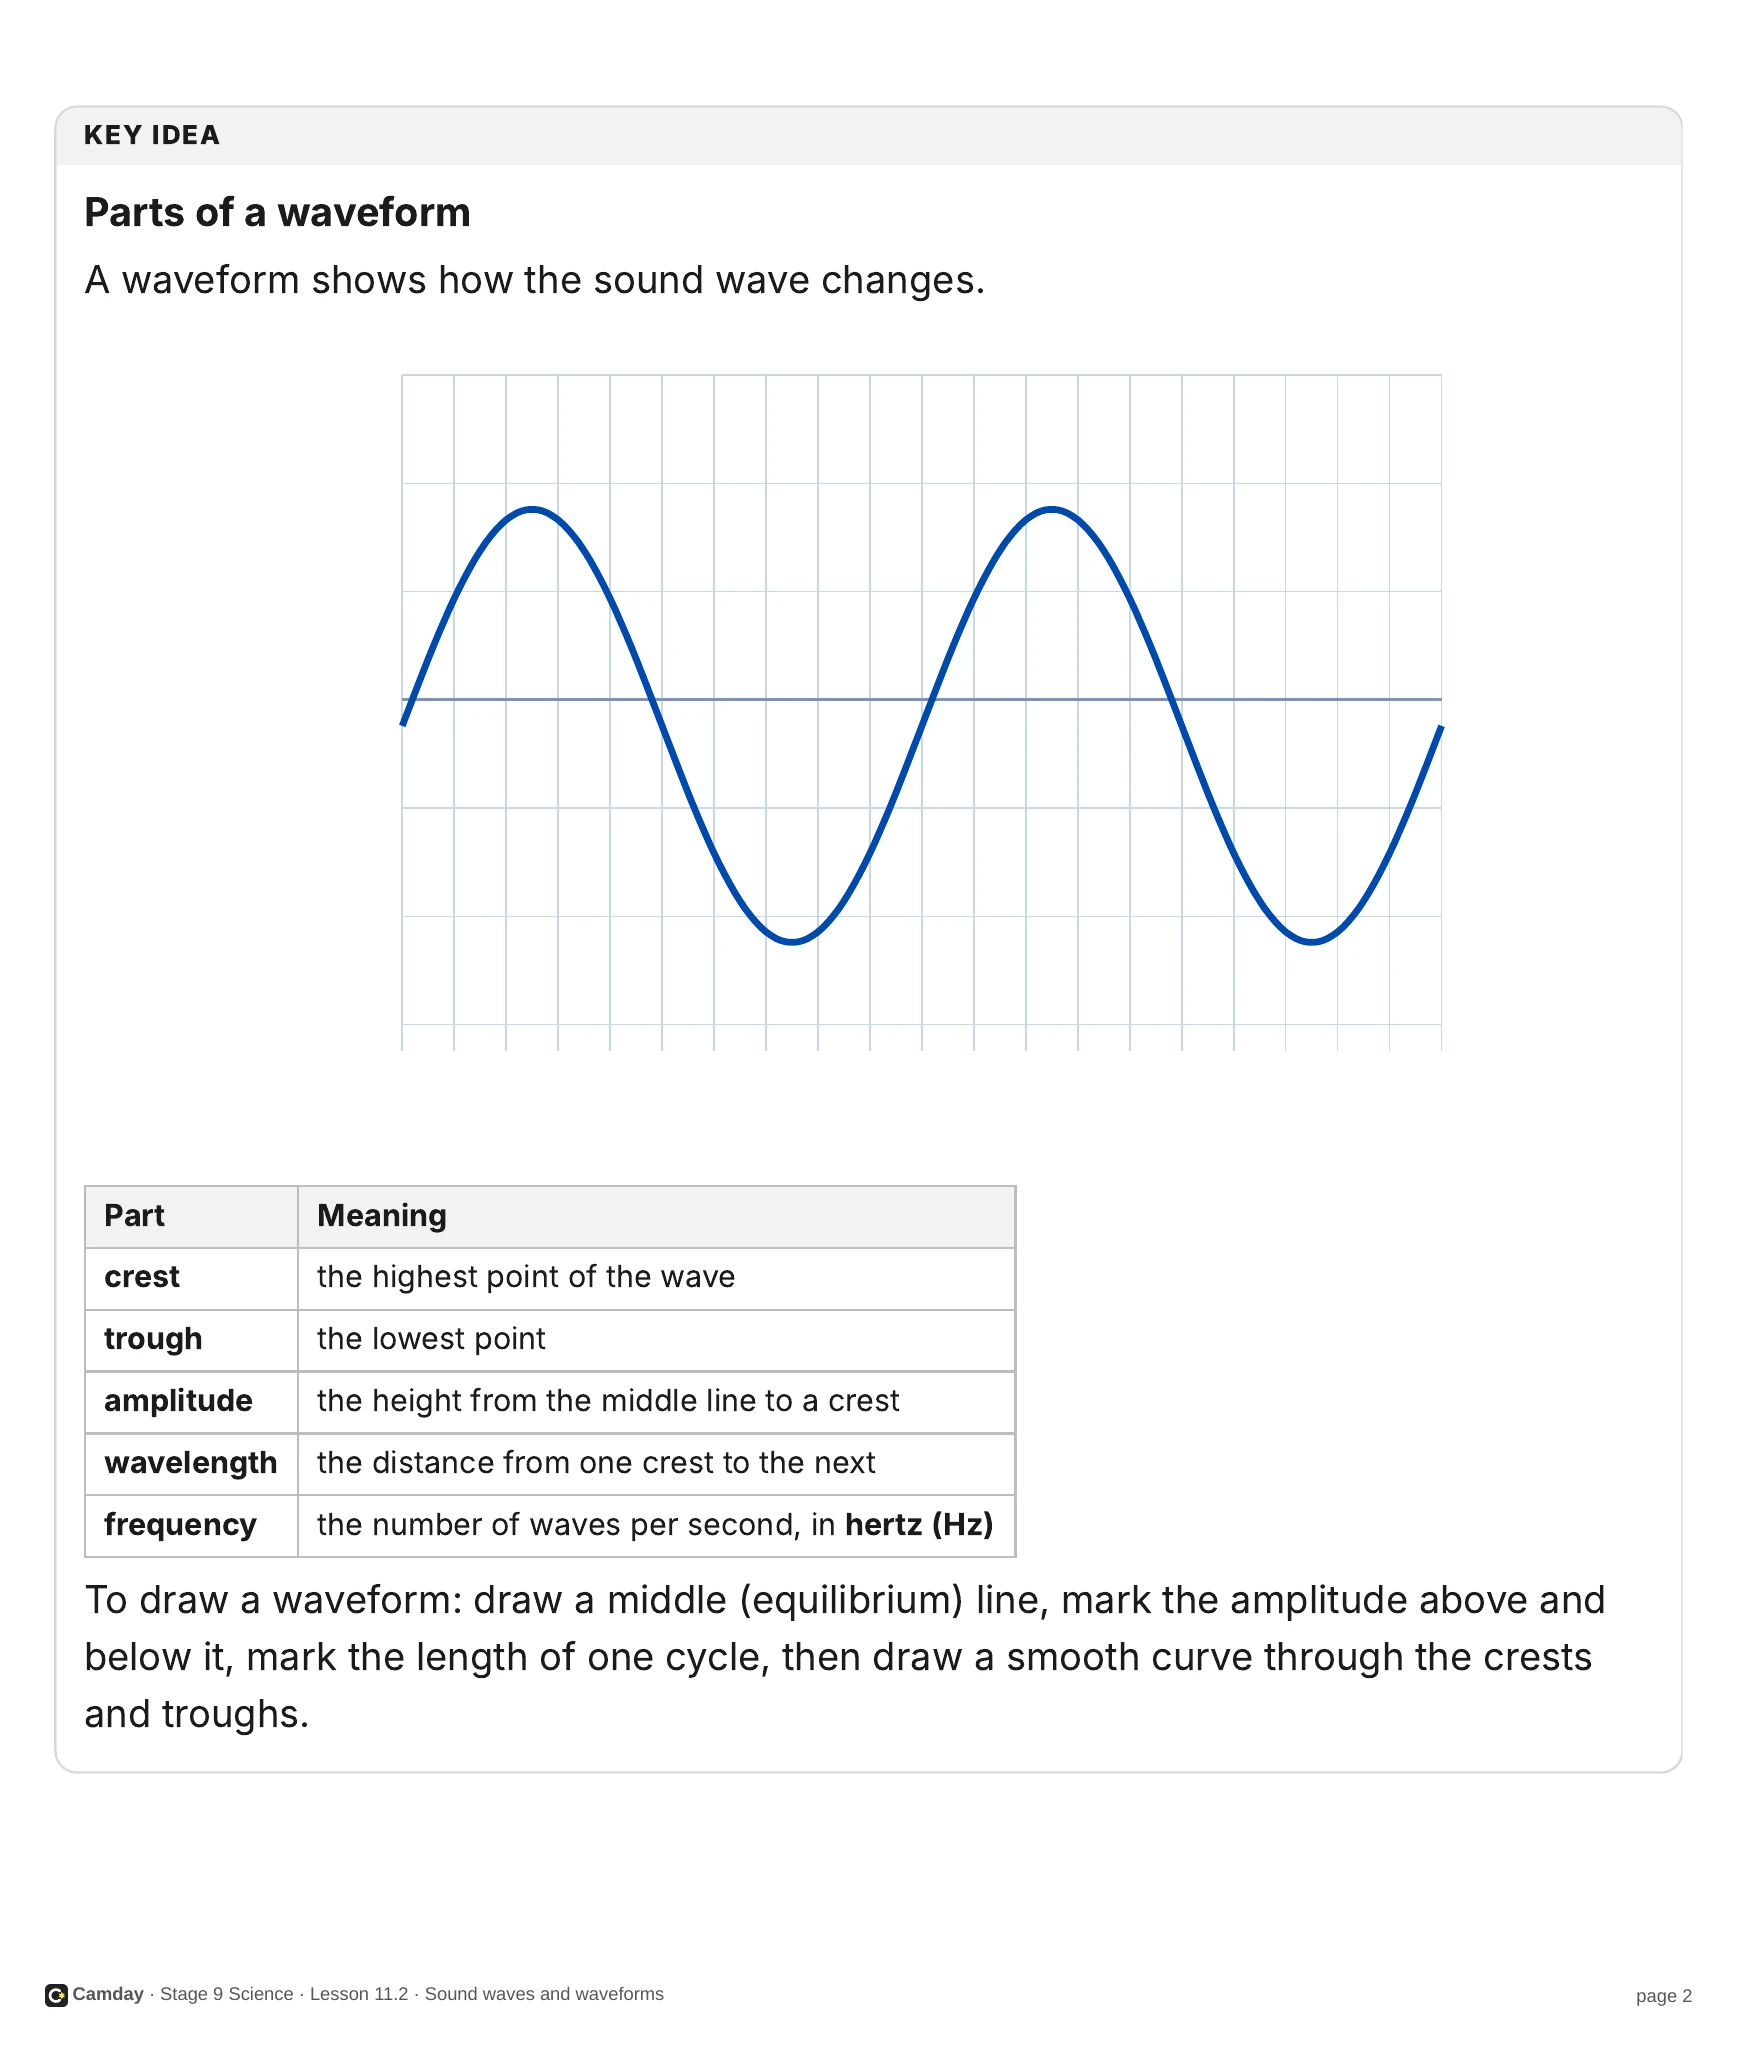 KEY IDEA
Parts of a waveform
A waveform shows how the sound wave changes.
Part Meaning
crest the highest point of the wave
trough the lowest point
amplitude the height from the middle line to a crest
wavelength the distance from one crest to the next
frequency the number of waves per second, in hertz (Hz)
To draw a waveform: draw a middle (equilibrium) line, mark the amplitude above and
below it, mark the length of one cycle, then draw a smooth curve through the crests
and troughs.
Camday · Stage 9 Science · Lesson 11.2 · Sound waves and waveforms
page 2